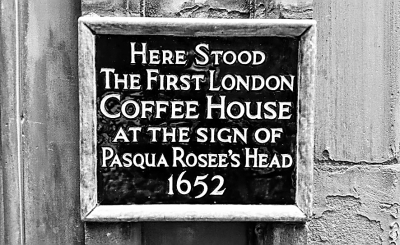 HERE STOOD
THE FIRST LONDON
COFFEE HOUSE
AT THE SIGN OF
PASQUA ROSEE'S HEAD
1652